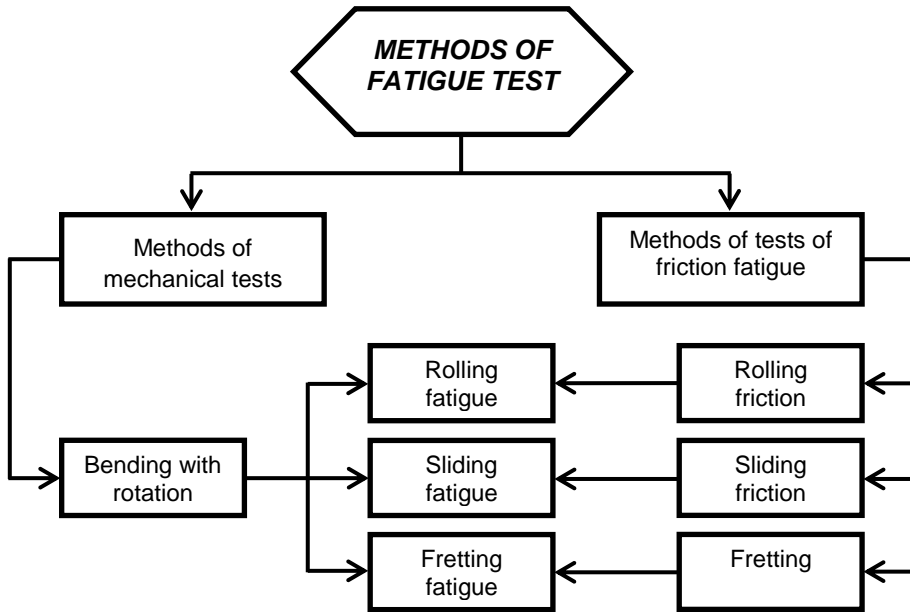 METHODS OF
FATIGUE TEST
Methods of
mechanical tests
Methods of tests of
friction fatigue
Rolling
fatigue
Rolling
friction
Bending with
rotation
Sliding
fatigue
Sliding
friction
Fretting
fatigue
Fretting